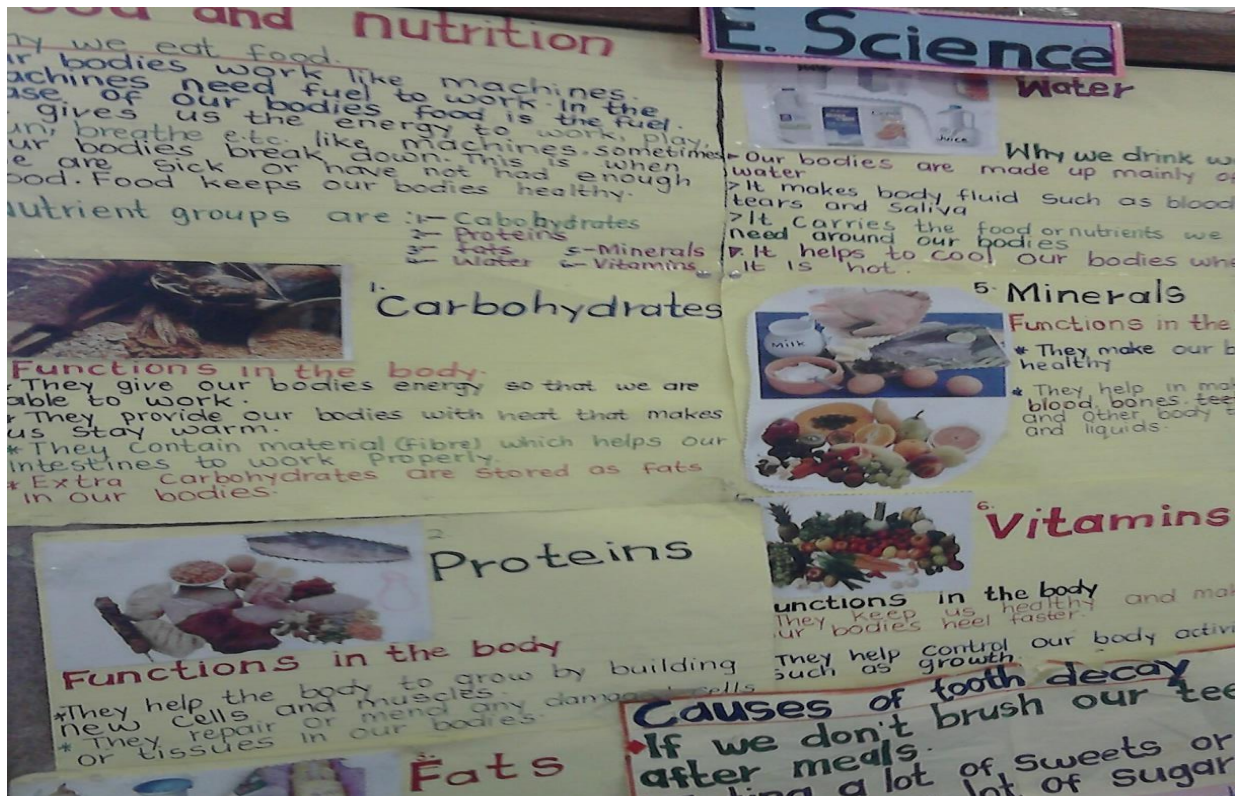 and nutrition
we eat food.
bodies work like machines.
machines need fuel to work. In the
case of our bodies food is the fuel.
gives us the energy to work, play,
run, breathe e.tc. like machines. sometimes
our bodies break down. This is when
we are sick or have not had enough
food. Food keeps our bodies healthy.
Nutrient groups are :1- Cabohydrates
2- Proteins
3- Fats 5- Minerals
4- Water 6- Vitamins
1. Carbohydrates
Functions in the body.
* They give our bodies energy so that we are
able to work.
* They provide our bodies with heat that makes
us stay warm.
* They contain material (fibre) which helps our
intestines to work properly.
* Extra Carbohydrates are stored as fats
in our bodies.
2. Proteins
Functions in the body
*They help the body to grow by building
new cells and muscles.
* They repair or mend any damaged cells
or tissues in our bodies.
Fats
E. Science
Water
Juice
Why we drink
Our bodies are made up mainly
water
>It makes body fluid such as blood
tears and saliva
>It carries the food or nutrients we
need around our bodies
It helps to cool our bodies
It is hot.
5. Minerals
Milk
Functions in the
* They make our
healthy
* They help in
blood, bones.
and other body
and liquids.
6. Vitamins
unctions in the body
They keep us healthy and
ur bodies heel faster.
They help control our body
such as growth.
Causes of tooth decay
If we don't brush our
after meals.
a lot of sweets or
lot of sugar